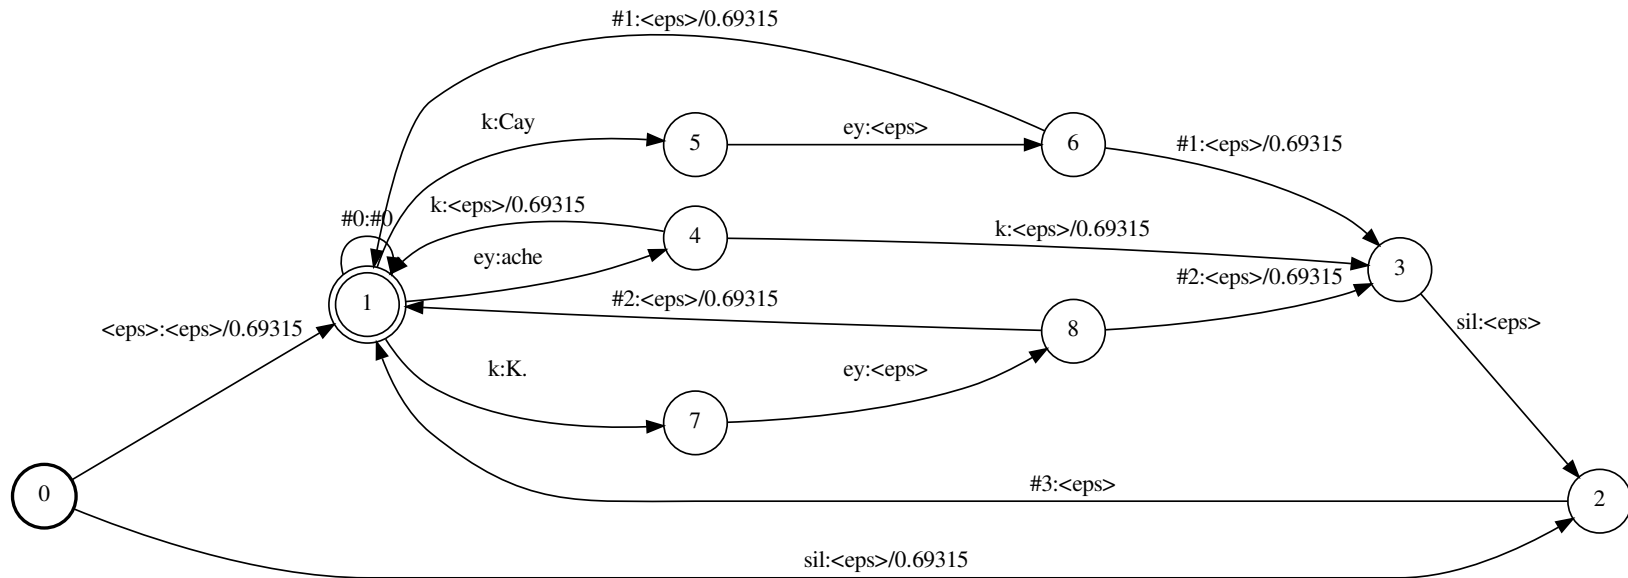 #1:<eps>/0.69315
k:Cay
5
ey:<eps>
6
#1:<eps>/0.69315
#0:#0
k:<eps>/0.69315
4
k:<eps>/0.69315
ey:ache
3
1
#2:<eps>/0.69315
8
#2:<eps>/0.69315
<eps>:<eps>/0.69315
sil:<eps>
k:K.
ey:<eps>
7
0
#3:<eps>
2
sil:<eps>/0.69315